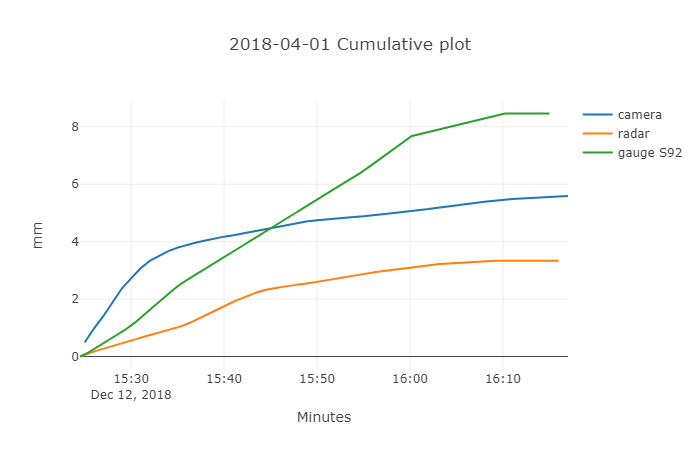 2018-04-01 Cumulative plot
camera
radar
gauge S92
mm
8
6
4
2
0
15:30
15:40
15:50
16:00
16:10
Dec 12, 2018
Minutes